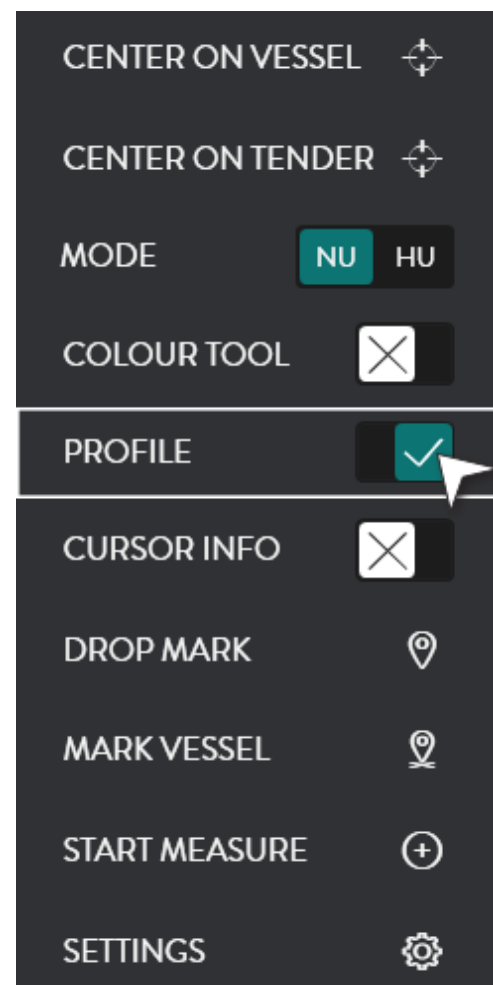 CENTER ON VESSEL
CENTER ON TENDER
MODE NU HU
COLOUR TOOL
PROFILE
CURSOR INFO
DROP MARK
MARK VESSEL
START MEASURE
SETTINGS